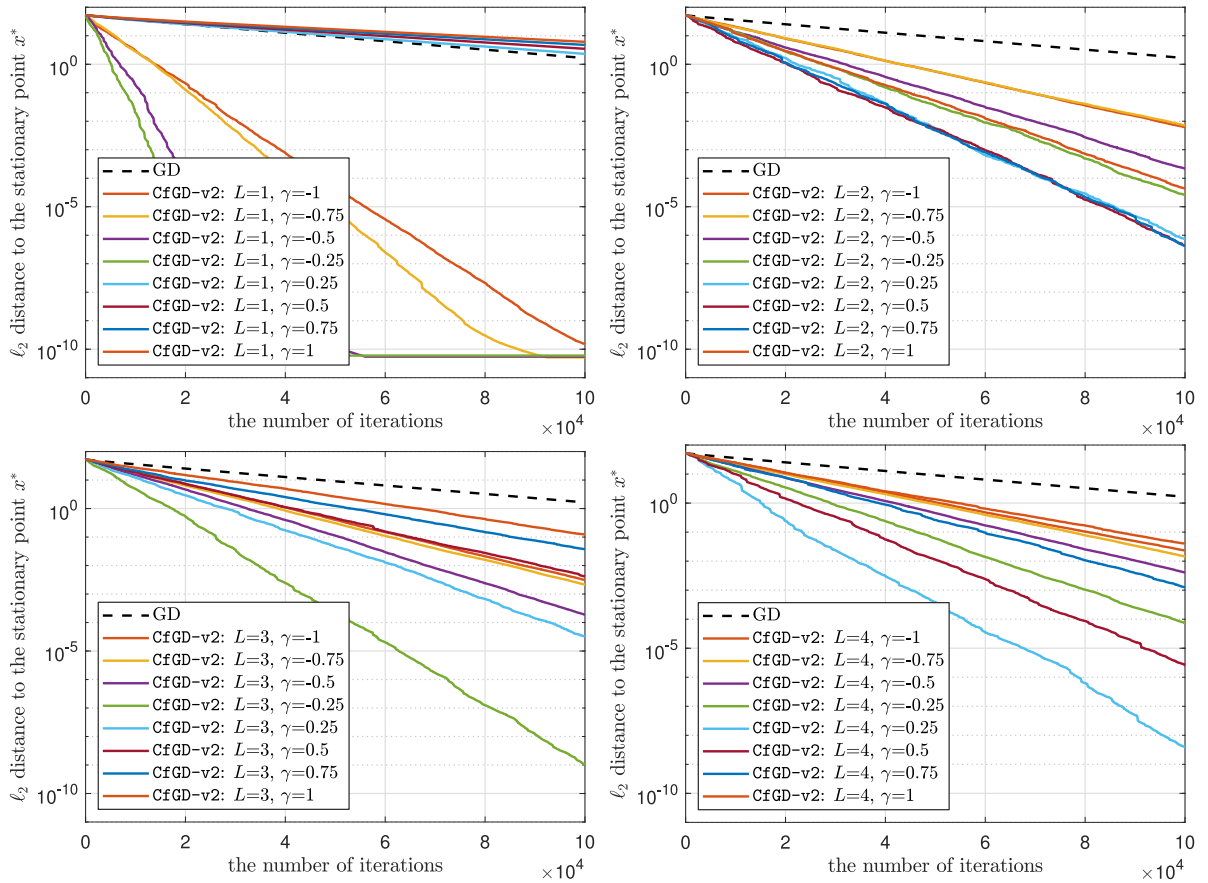 10^0
10^-5
10^-10
ℓ₂ distance to the stationary point x*
GD
CfGD-v2: L=1, γ=-1
CfGD-v2: L=1, γ=-0.75
CfGD-v2: L=1, γ=-0.5
CfGD-v2: L=1, γ=-0.25
CfGD-v2: L=1, γ=0.25
CfGD-v2: L=1, γ=0.5
CfGD-v2: L=1, γ=0.75
CfGD-v2: L=1, γ=1
0 2 4 6 8 10
the number of iterations
×10^4
10^0
10^-5
10^-10
ℓ₂ distance to the stationary point x*
GD
CfGD-v2: L=2, γ=-1
CfGD-v2: L=2, γ=-0.75
CfGD-v2: L=2, γ=-0.5
CfGD-v2: L=2, γ=-0.25
CfGD-v2: L=2, γ=0.25
CfGD-v2: L=2, γ=0.5
CfGD-v2: L=2, γ=0.75
CfGD-v2: L=2, γ=1
0 2 4 6 8 10
the number of iterations
×10^4
10^0
10^-5
10^-10
ℓ₂ distance to the stationary point x*
GD
CfGD-v2: L=3, γ=-1
CfGD-v2: L=3, γ=-0.75
CfGD-v2: L=3, γ=-0.5
CfGD-v2: L=3, γ=-0.25
CfGD-v2: L=3, γ=0.25
CfGD-v2: L=3, γ=0.5
CfGD-v2: L=3, γ=0.75
CfGD-v2: L=3, γ=1
0 2 4 6 8 10
the number of iterations
×10^4
10^0
10^-5
10^-10
ℓ₂ distance to the stationary point x*
GD
CfGD-v2: L=4, γ=-1
CfGD-v2: L=4, γ=-0.75
CfGD-v2: L=4, γ=-0.5
CfGD-v2: L=4, γ=-0.25
CfGD-v2: L=4, γ=0.25
CfGD-v2: L=4, γ=0.5
CfGD-v2: L=4, γ=0.75
CfGD-v2: L=4, γ=1
0 2 4 6 8 10
the number of iterations
×10^4